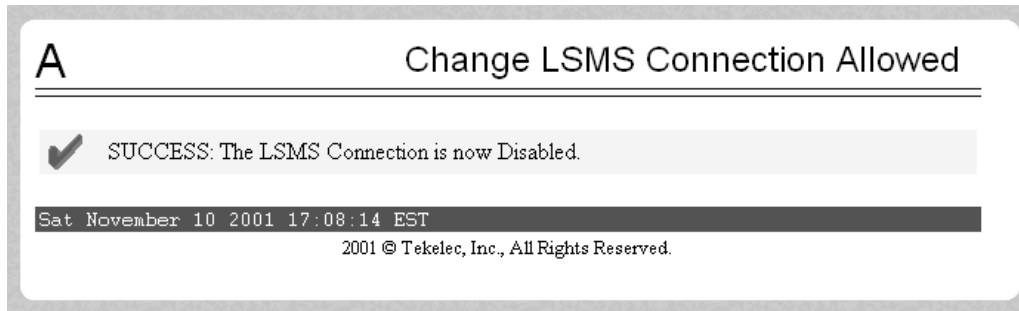 A
Change LSMS Connection Allowed
SUCCESS: The LSMS Connection is now Disabled.
Sat November 10 2001 17:08:14 EST
2001 © Tekelec, Inc., All Rights Reserved.